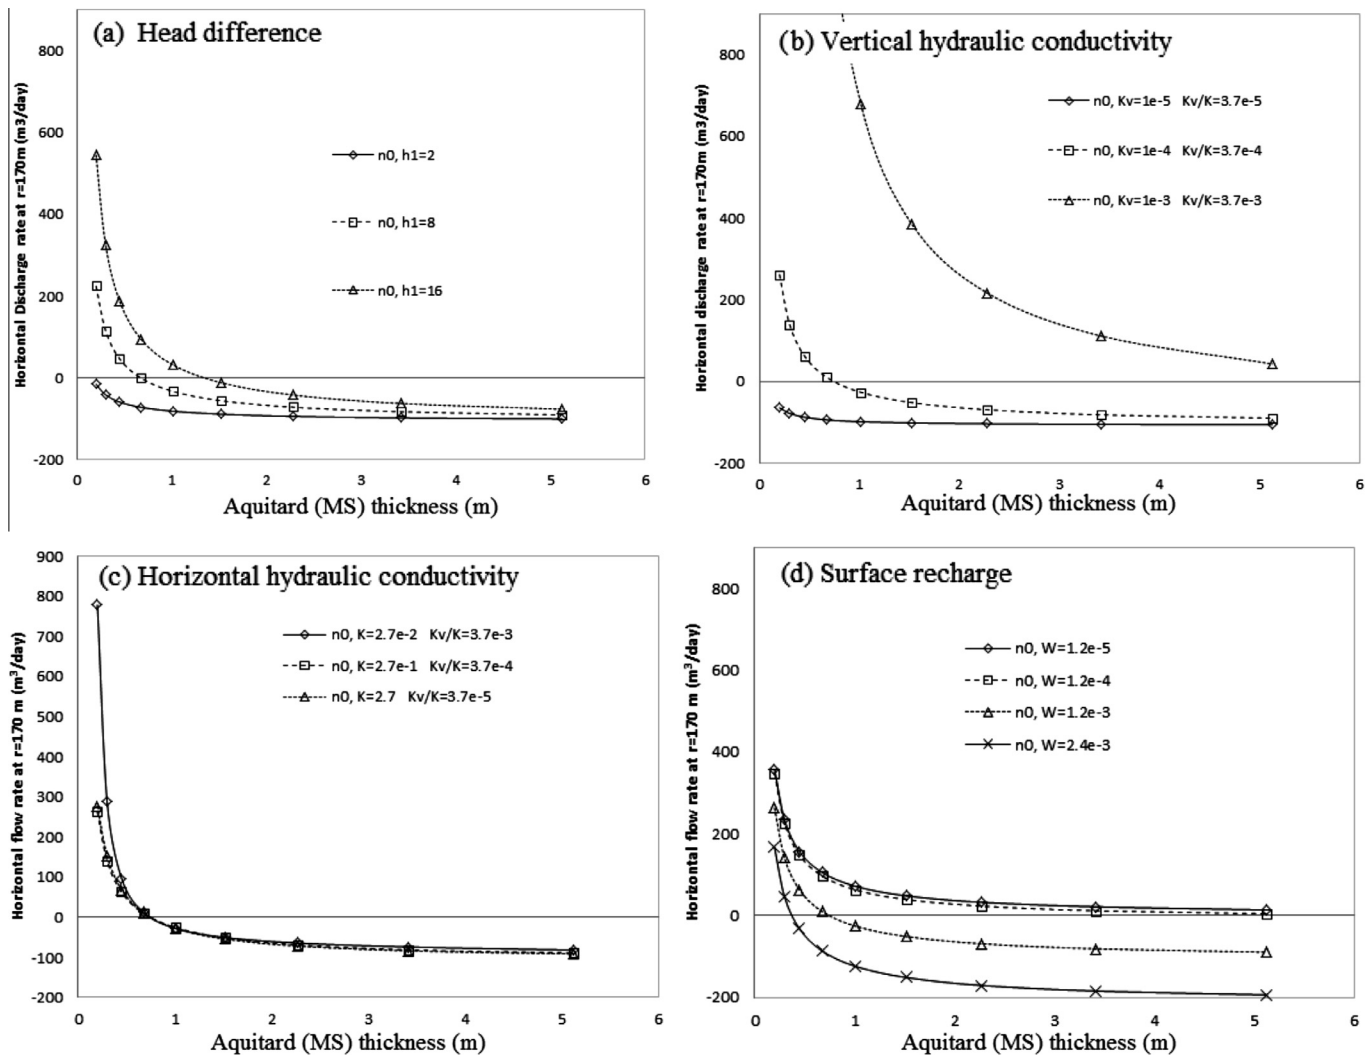 (a) Head difference
800
600
400
200
0
-200
0 1 2 3 4 5 6
Horizontal Discharge rate at r=170m (m3/day)
Aquitard (MS) thickness (m)
n0, h1=2
n0, h1=8
n0, h1=16
(b) Vertical hydraulic conductivity
800
600
400
200
0
-200
0 1 2 3 4 5 6
Horizontal discharge rate at r=170m (m3/day)
Aquitard (MS) thickness (m)
n0, Kv=1e-5 Kv/K=3.7e-5
n0, Kv=1e-4 Kv/K=3.7e-4
n0, Kv=1e-3 Kv/K=3.7e-3
(c) Horizontal hydraulic conductivity
900
800
700
600
500
400
300
200
100
0
-100
-200
0 1 2 3 4 5 6
Horizontal flow rate at r=170 m (m³/day)
Aquitard (MS) thickness (m)
n0, K=2.7e-2 Kv/K=3.7e-3
n0, K=2.7e-1 Kv/K=3.7e-4
n0, K=2.7 Kv/K=3.7e-5
(d) Surface recharge
800
600
400
200
0
-200
0 1 2 3 4 5 6
Horizontal flow rate at r=170 m (m³/day)
Aquitard (MS) thickness (m)
n0, W=1.2e-5
n0, W=1.2e-4
n0, W=1.2e-3
n0, W=2.4e-3